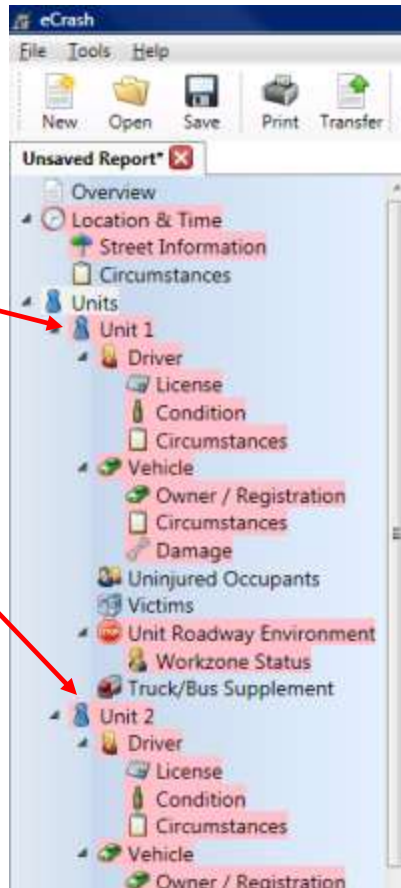 eCrash
File Tools Help
New Open Save Print Transfer
Unsaved Report*
Overview
Location & Time
Street Information
Circumstances
Units
Unit 1
Driver
License
Condition
Circumstances
Vehicle
Owner / Registration
Circumstances
Damage
Uninjured Occupants
Victims
Unit Roadway Environment
Workzone Status
Truck/Bus Supplement
Unit 2
Driver
License
Condition
Circumstances
Vehicle
Owner / Registration